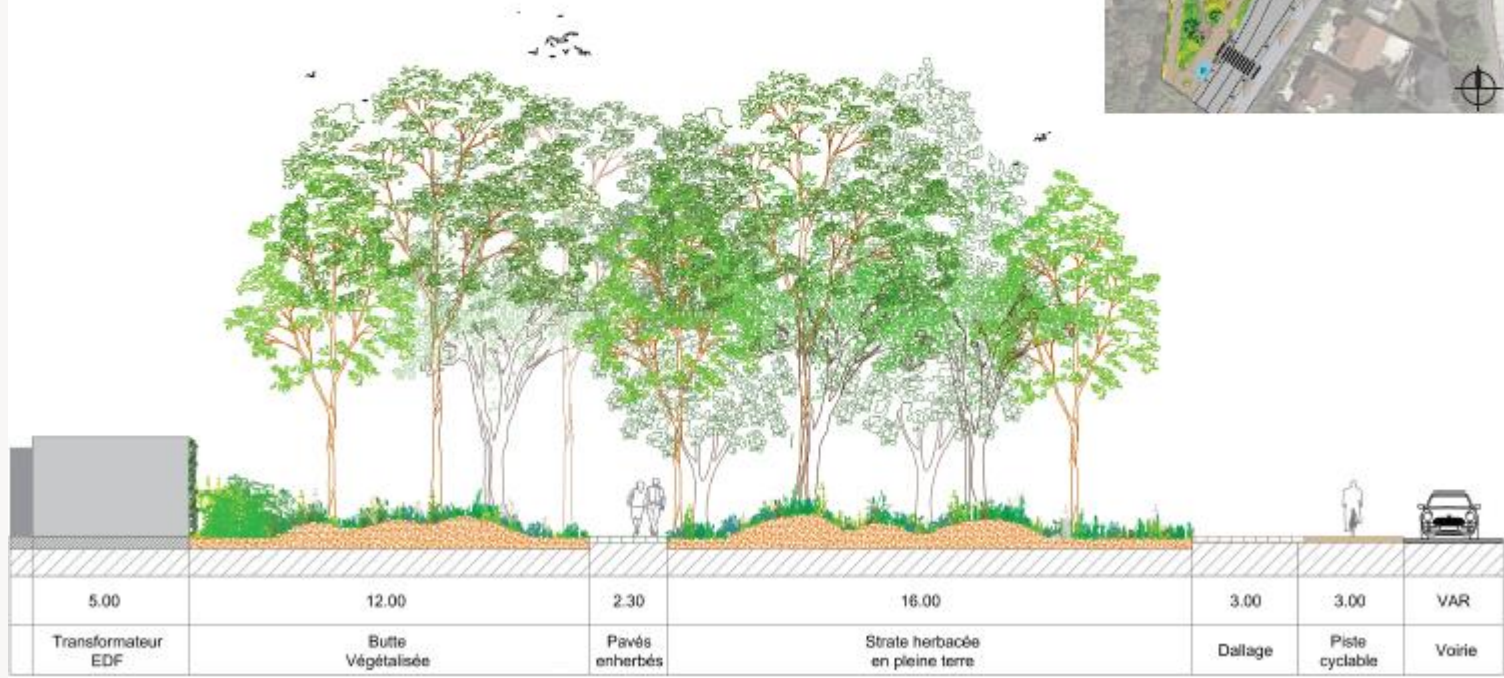 5.00 12.00 2.30 16.00 3.00 3.00 VAR
Transformateur
EDF
Butte
Végétalisée
Pavés
enherbés
Strate herbacée
en pleine terre
Dallage
Piste
cyclable
Voirie